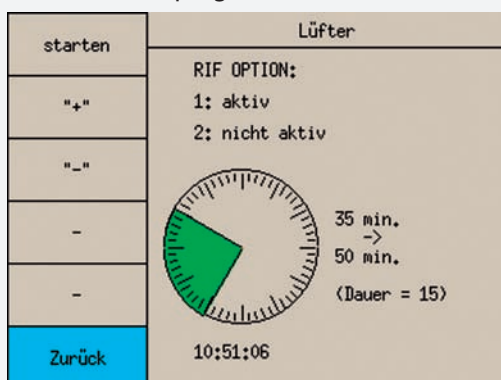 starten
"+"
"-"
-
-
Zurück
Lüfter
RIF OPTION:
1: aktiv
2: nicht aktiv
35 min.
->
50 min.
(Dauer = 15)
10:51:06